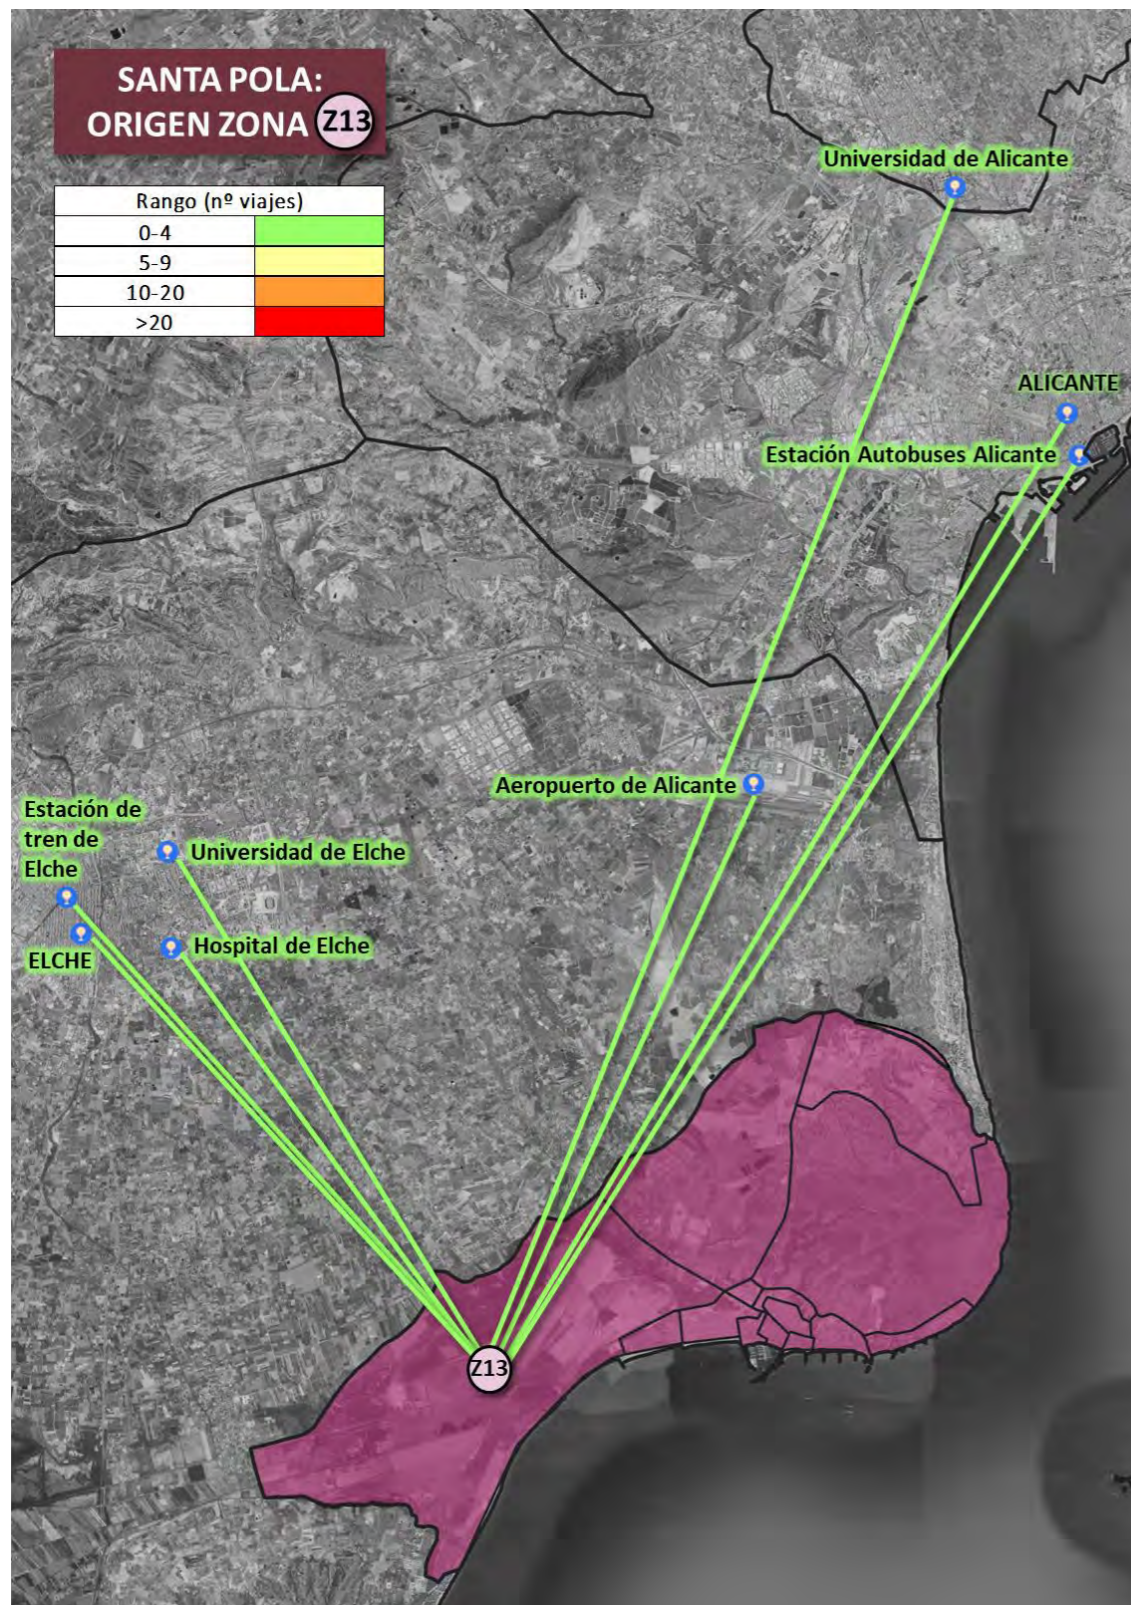 SANTA POLA:
ORIGEN ZONA Z13
Rango (nº viajes)
0-4
5-9
10-20
>20
Universidad de Alicante
ALICANTE
Estación Autobuses Alicante
Aeropuerto de Alicante
Estación de
tren de
Elche
Universidad de Elche
Hospital de Elche
ELCHE
Z13